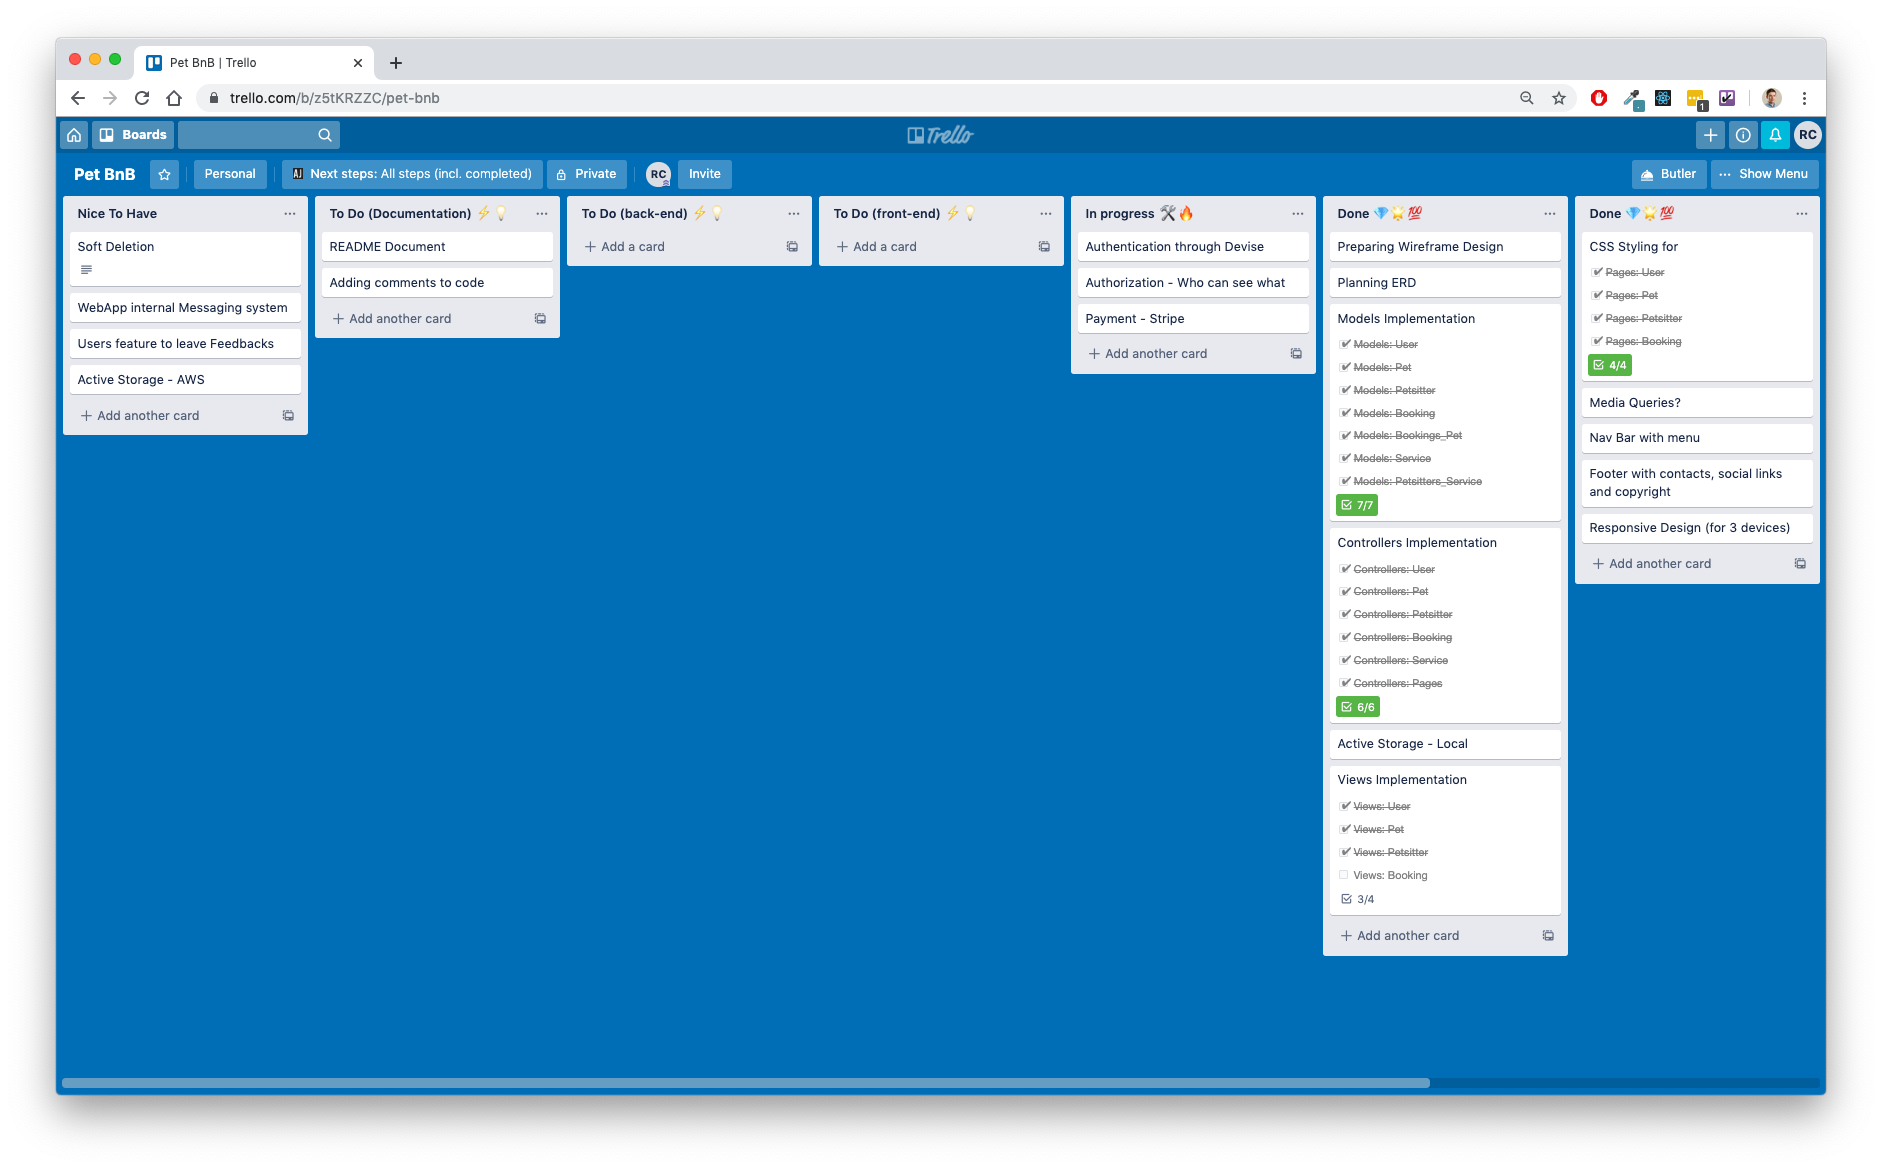 Pet BnB | Trello
trello.com/b/z5tKRZZC/pet-bnb
1
Boards
Trello
RC
Pet BnB
Personal
AJ Next steps: All steps (incl. completed)
Private
RC
Invite
Butler
Show Menu
Nice To Have
Soft Deletion
WebApp internal Messaging system
Users feature to leave Feedbacks
Active Storage - AWS
Add another card
To Do (Documentation) ⚡💡
README Document
Adding comments to code
Add another card
To Do (back-end) ⚡💡
Add a card
To Do (front-end) ⚡💡
Add a card
In progress 🛠🔥
Authentication through Devise
Authorization - Who can see what
Payment - Stripe
Add another card
Done 💎🌟💯
Preparing Wireframe Design
Planning ERD
Models Implementation
Models: User
Models: Pet
Models: Petsitter
Models: Booking
Models: Bookings_Pet
Models: Service
Models: Petsitters_Service
7/7
Controllers Implementation
Controllers: User
Controllers: Pet
Controllers: Petsitter
Controllers: Booking
Controllers: Service
Controllers: Pages
6/6
Active Storage - Local
Views Implementation
Views: User
Views: Pet
Views: Petsitter
Views: Booking
3/4
Add another card
Done 💎🌟💯
CSS Styling for
Pages: User
Pages: Pet
Pages: Petsitter
Pages: Booking
4/4
Media Queries?
Nav Bar with menu
Footer with contacts, social links
and copyright
Responsive Design (for 3 devices)
Add another card